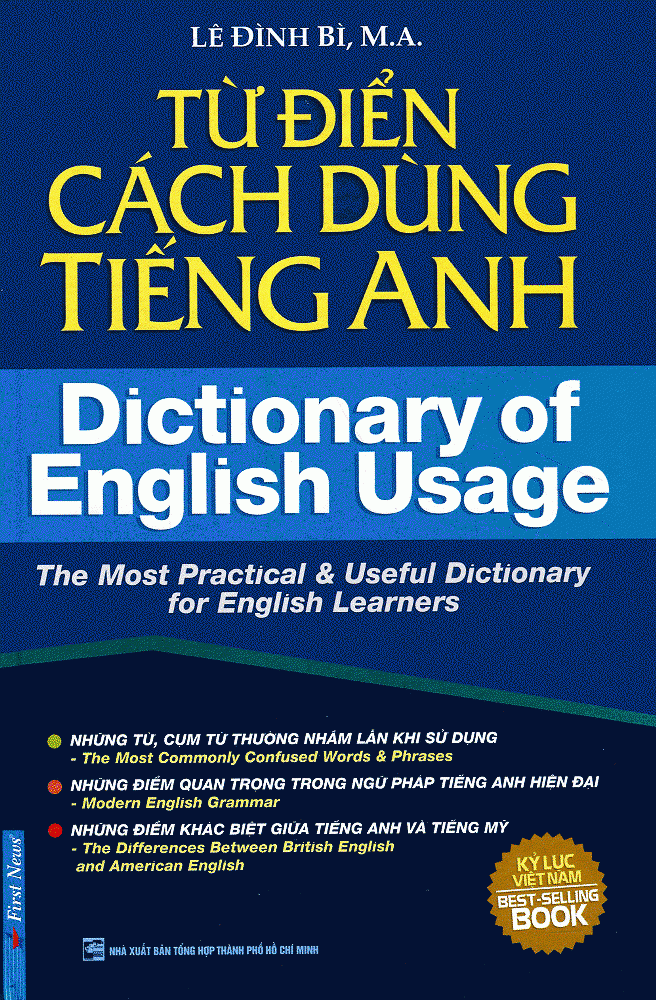 LÊ ĐÌNH BÌ, M.A.
TỪ ĐIỂN
CÁCH DÙNG
TIẾNG ANH
Dictionary of
English Usage
The Most Practical & Useful Dictionary
for English Learners
NHỮNG TỪ, CỤM TỪ THƯỜNG NHẦM LẪN KHI SỬ DỤNG
- The Most Commonly Confused Words & Phrases
NHỮNG ĐIỂM QUAN TRỌNG TRONG NGỮ PHÁP TIẾNG ANH HIỆN ĐẠI
- Modern English Grammar
NHỮNG ĐIỂM KHÁC BIỆT GIỮA TIẾNG ANH VÀ TIẾNG MỸ
- The Differences Between British English
and American English
KỶ LỤC
VIỆT NAM
BEST-SELLING
BOOK
First News
NHÀ XUẤT BẢN TỔNG HỢP THÀNH PHỐ HỒ CHÍ MINH